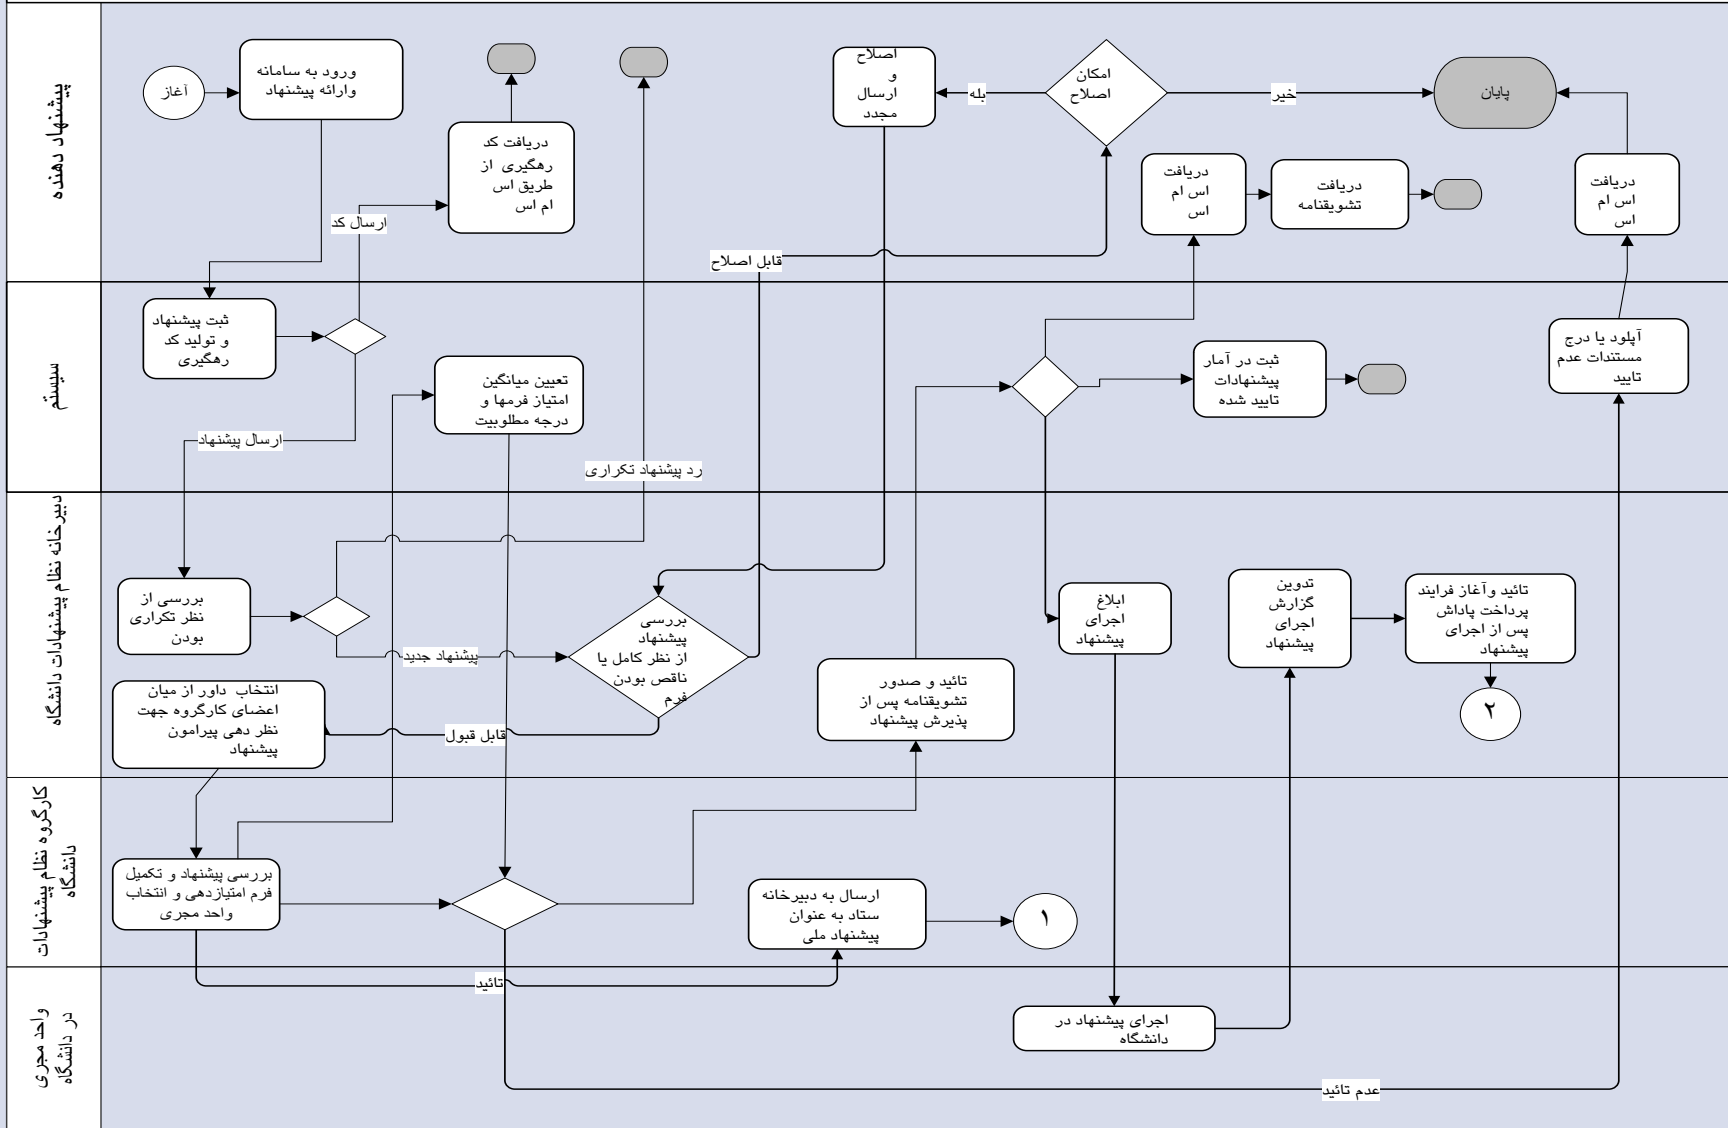 پیشنهاد دهنده
آغاز
ورود به سامانه
وارائه پیشنهاد
دریافت کد
رهگیری از
طریق اس
ام اس
ارسال کد
اصلاح
و
ارسال
مجدد
بله
امکان
اصلاح
خیر
پایان
دریافت
اس ام
اس
دریافت
تشویقنامه
دریافت
اس ام
اس
قابل اصلاح
سیستم
ثبت پیشنهاد
و تولید کد
رهگیری
تعیین میانگین
امتیاز فرمها و
درجه مطلوبیت
ارسال پیشنهاد
رد پیشنهاد تکراری
ثبت در آمار
پیشنهادات
تایید شده
آپلود یا درج
مستندات عدم
تایید
دبیرخانه نظام پیشنهادات دانشگاه
بررسی از
نظر تکراری
بودن
پیشنهاد جدید
بررسی
پیشنهاد
از نظر کامل یا
ناقص بودن
فرم
قابل قبول
انتخاب داور از میان
اعضای کارگروه جهت
نظر دهی پیرامون
پیشنهاد
تائید و صدور
تشویقنامه پس از
پذیرش پیشنهاد
ابلاغ
اجرای
پیشنهاد
تدوین
گزارش
اجرای
پیشنهاد
تائید وآغاز فرایند
پرداخت پاداش
پس از اجرای
پیشنهاد
۲
کارگروه نظام پیشنهادات
دانشگاه
بررسی پیشنهاد و تکمیل
فرم امتیازدهی و انتخاب
واحد مجری
ارسال به دبیرخانه
ستاد به عنوان
پیشنهاد ملی
۱
تائید
واحد مجری
در دانشگاه
اجرای پیشنهاد در
دانشگاه
عدم تائید